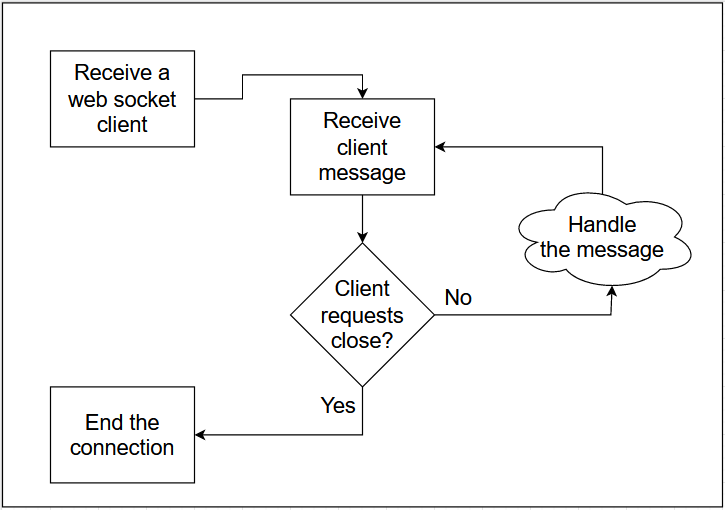 Receive a
web socket
client
Receive
client
message
Handle
the message
Client
requests
close?
No
Yes
End the
connection